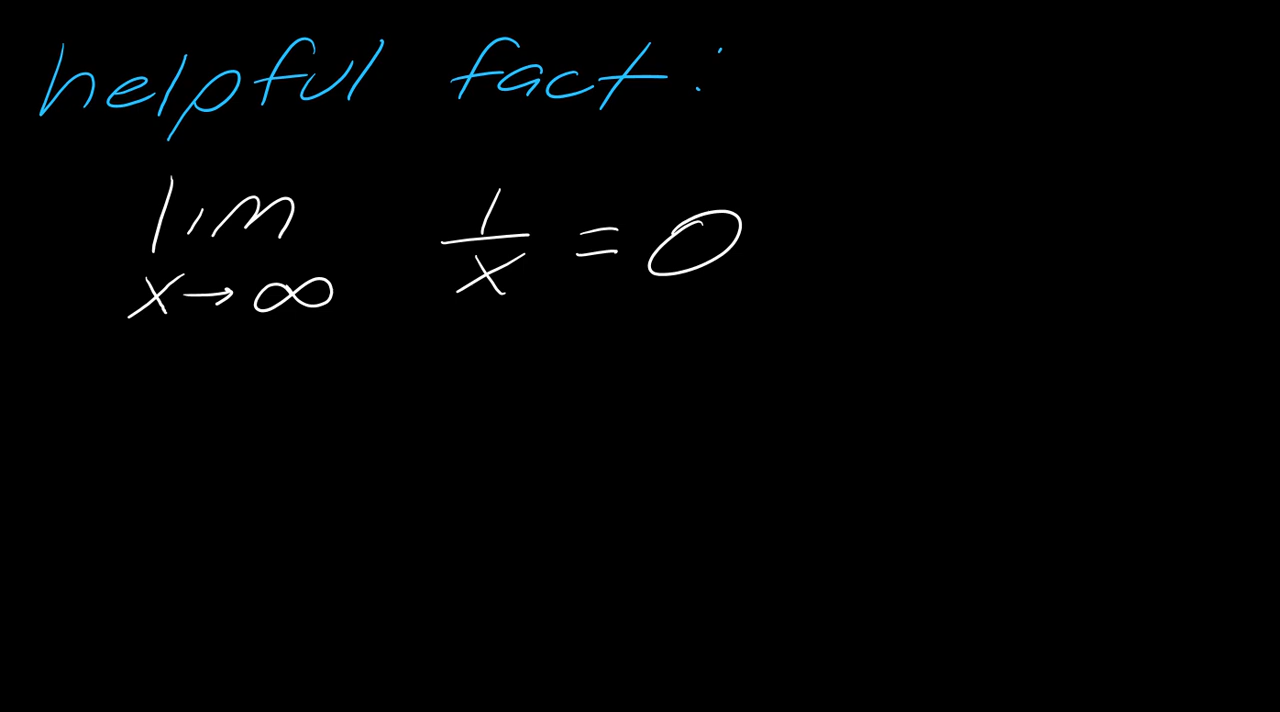 helpful fact:
lim 1/x = 0
x→∞